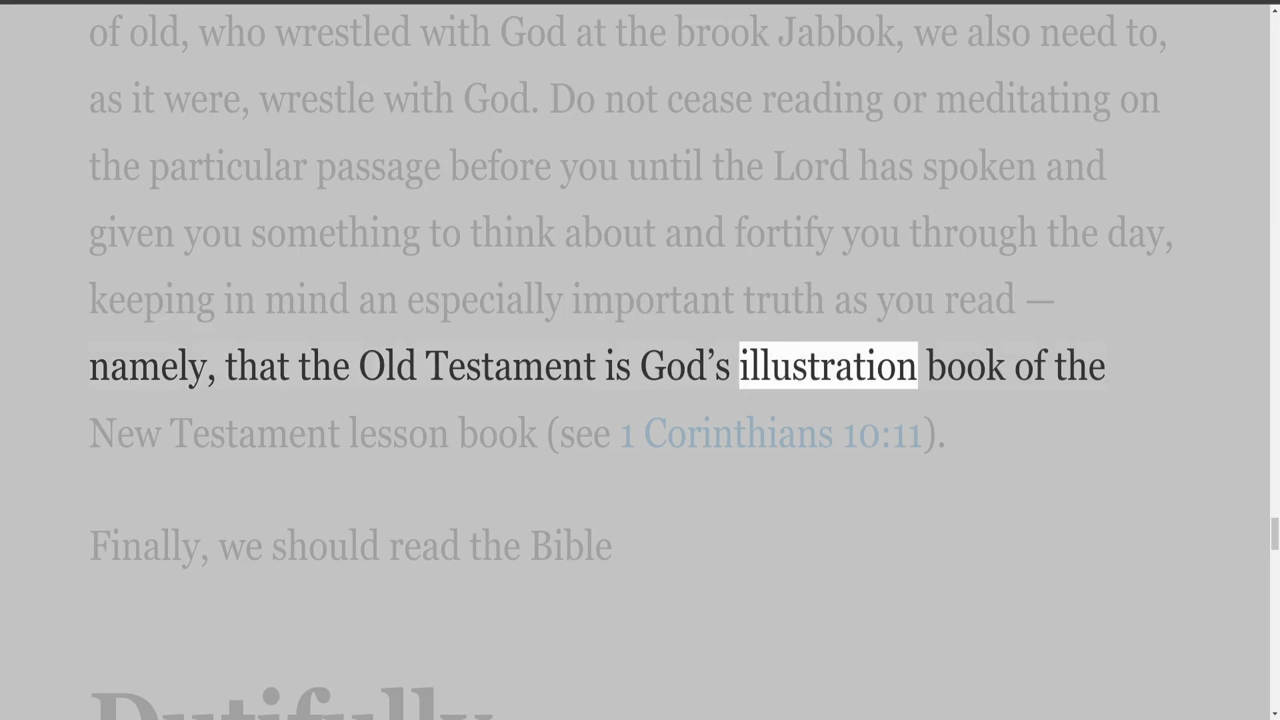 of old, who wrestled with God at the brook Jabbok, we also need to,
as it were, wrestle with God. Do not cease reading or meditating on
the particular passage before you until the Lord has spoken and
given you something to think about and fortify you through the day,
keeping in mind an especially important truth as you read —
namely, that the Old Testament is God’s illustration book of the
New Testament lesson book (see 1 Corinthians 10:11).
Finally, we should read the Bible
Dutifully